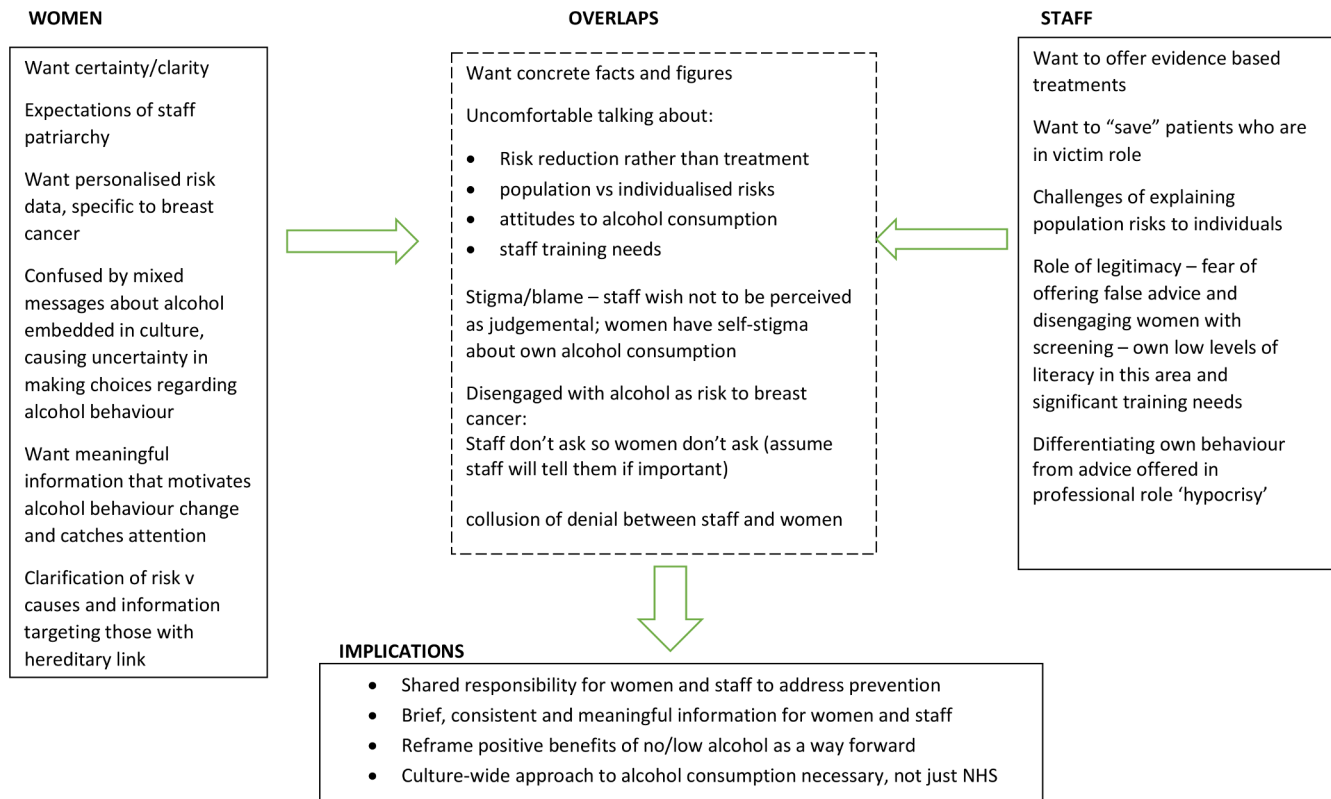 WOMEN
Want certainty/clarity
Expectations of staff
patriarchy
Want personalised risk
data, specific to breast
cancer
Confused by mixed
messages about alcohol
embedded in culture,
causing uncertainty in
making choices regarding
alcohol behaviour
Want meaningful
information that motivates
alcohol behaviour change
and catches attention
Clarification of risk v
causes and information
targeting those with
hereditary link
OVERLAPS
Want concrete facts and figures
Uncomfortable talking about:
• Risk reduction rather than treatment
• population vs individualised risks
• attitudes to alcohol consumption
• staff training needs
Stigma/blame – staff wish not to be perceived
as judgemental; women have self-stigma
about own alcohol consumption
Disengaged with alcohol as risk to breast
cancer:
Staff don’t ask so women don’t ask (assume
staff will tell them if important)
collusion of denial between staff and women
STAFF
Want to offer evidence based
treatments
Want to “save” patients who are
in victim role
Challenges of explaining
population risks to individuals
Role of legitimacy – fear of
offering false advice and
disengaging women with
screening – own low levels of
literacy in this area and
significant training needs
Differentiating own behaviour
from advice offered in
professional role ‘hypocrisy’
IMPLICATIONS
• Shared responsibility for women and staff to address prevention
• Brief, consistent and meaningful information for women and staff
• Reframe positive benefits of no/low alcohol as a way forward
• Culture-wide approach to alcohol consumption necessary, not just NHS